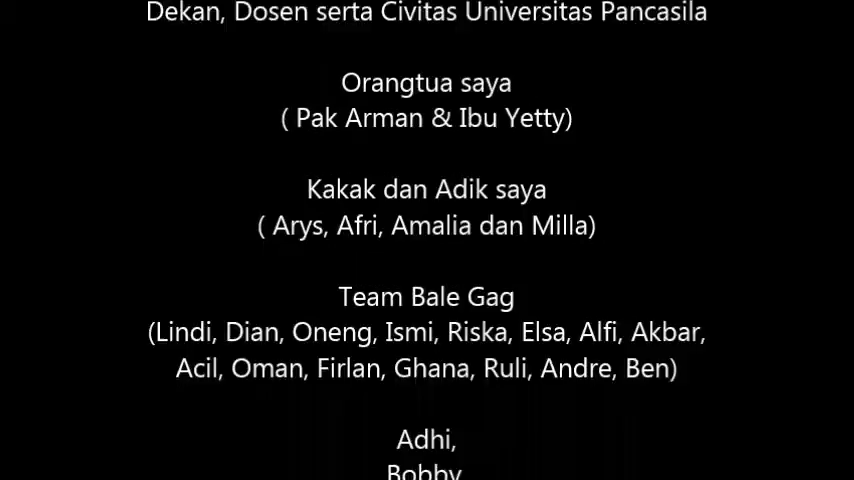 Dekan, Dosen serta Civitas Universitas Pancasila
Orangtua saya
( Pak Arman & Ibu Yetty)
Kakak dan Adik saya
( Arys, Afri, Amalia dan Milla)
Team Bale Gag
(Lindi, Dian, Oneng, Ismi, Riska, Elsa, Alfi, Akbar,
Acil, Oman, Firlan, Ghana, Ruli, Andre, Ben)
Adhi,
Bobby